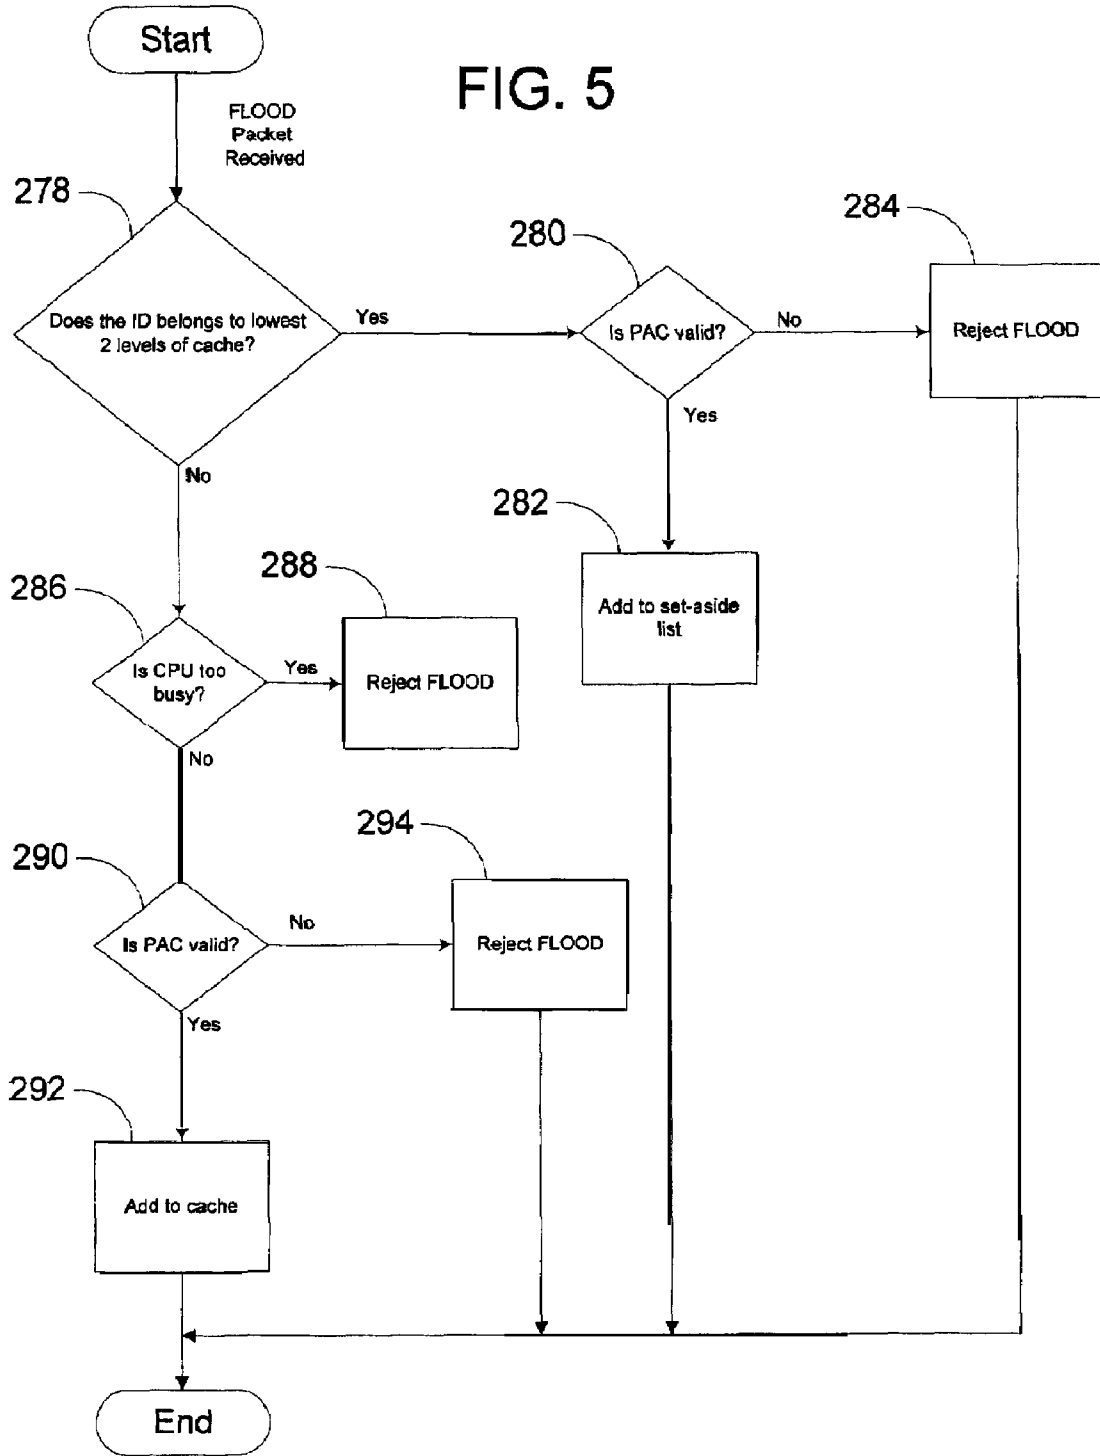 Start
FIG. 5
FLOOD
Packet
Received
278
Does the ID belongs to lowest
2 levels of cache?
Yes
280
Is PAC valid?
No
284
Reject FLOOD
Yes
282
Add to set-aside
list
No
286
Is CPU too
busy?
Yes
288
Reject FLOOD
No
290
Is PAC valid?
No
294
Reject FLOOD
Yes
292
Add to cache
End